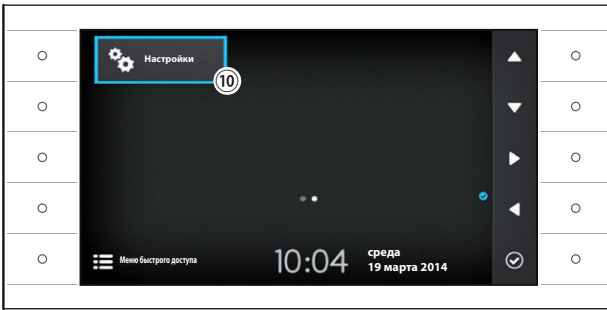 Настройки
10
Меню быстрого доступа
10:04
среда
19 марта 2014